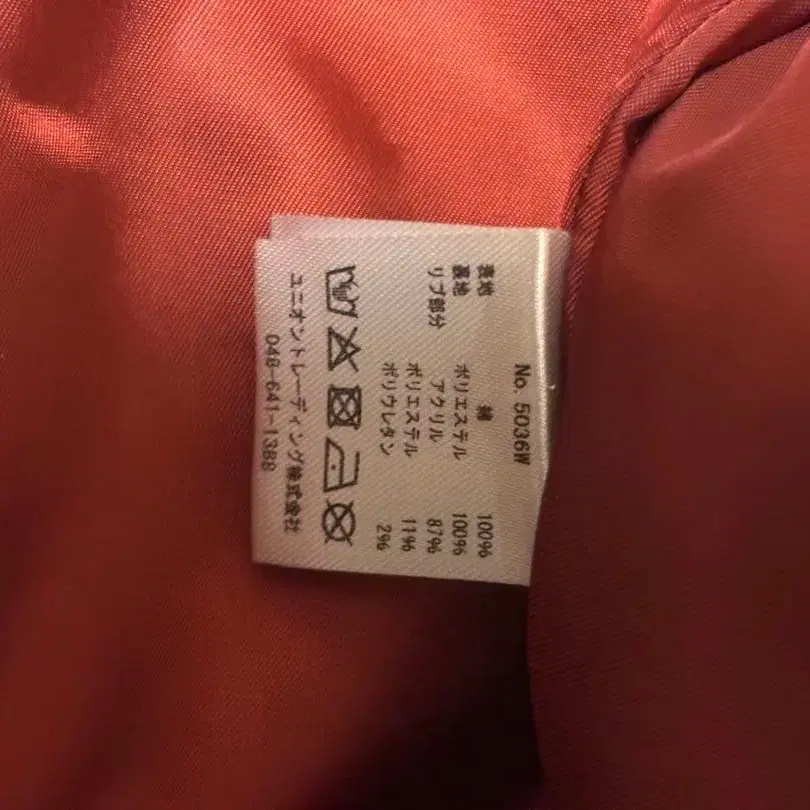 No. 5036W
表地 綿 100%
裏地 ポリエステル 100%
リブ部分 アクリル 87%
ポリエステル 11%
ポリウレタン 2%
ユニオントレーディング株式会社
048-641-1388